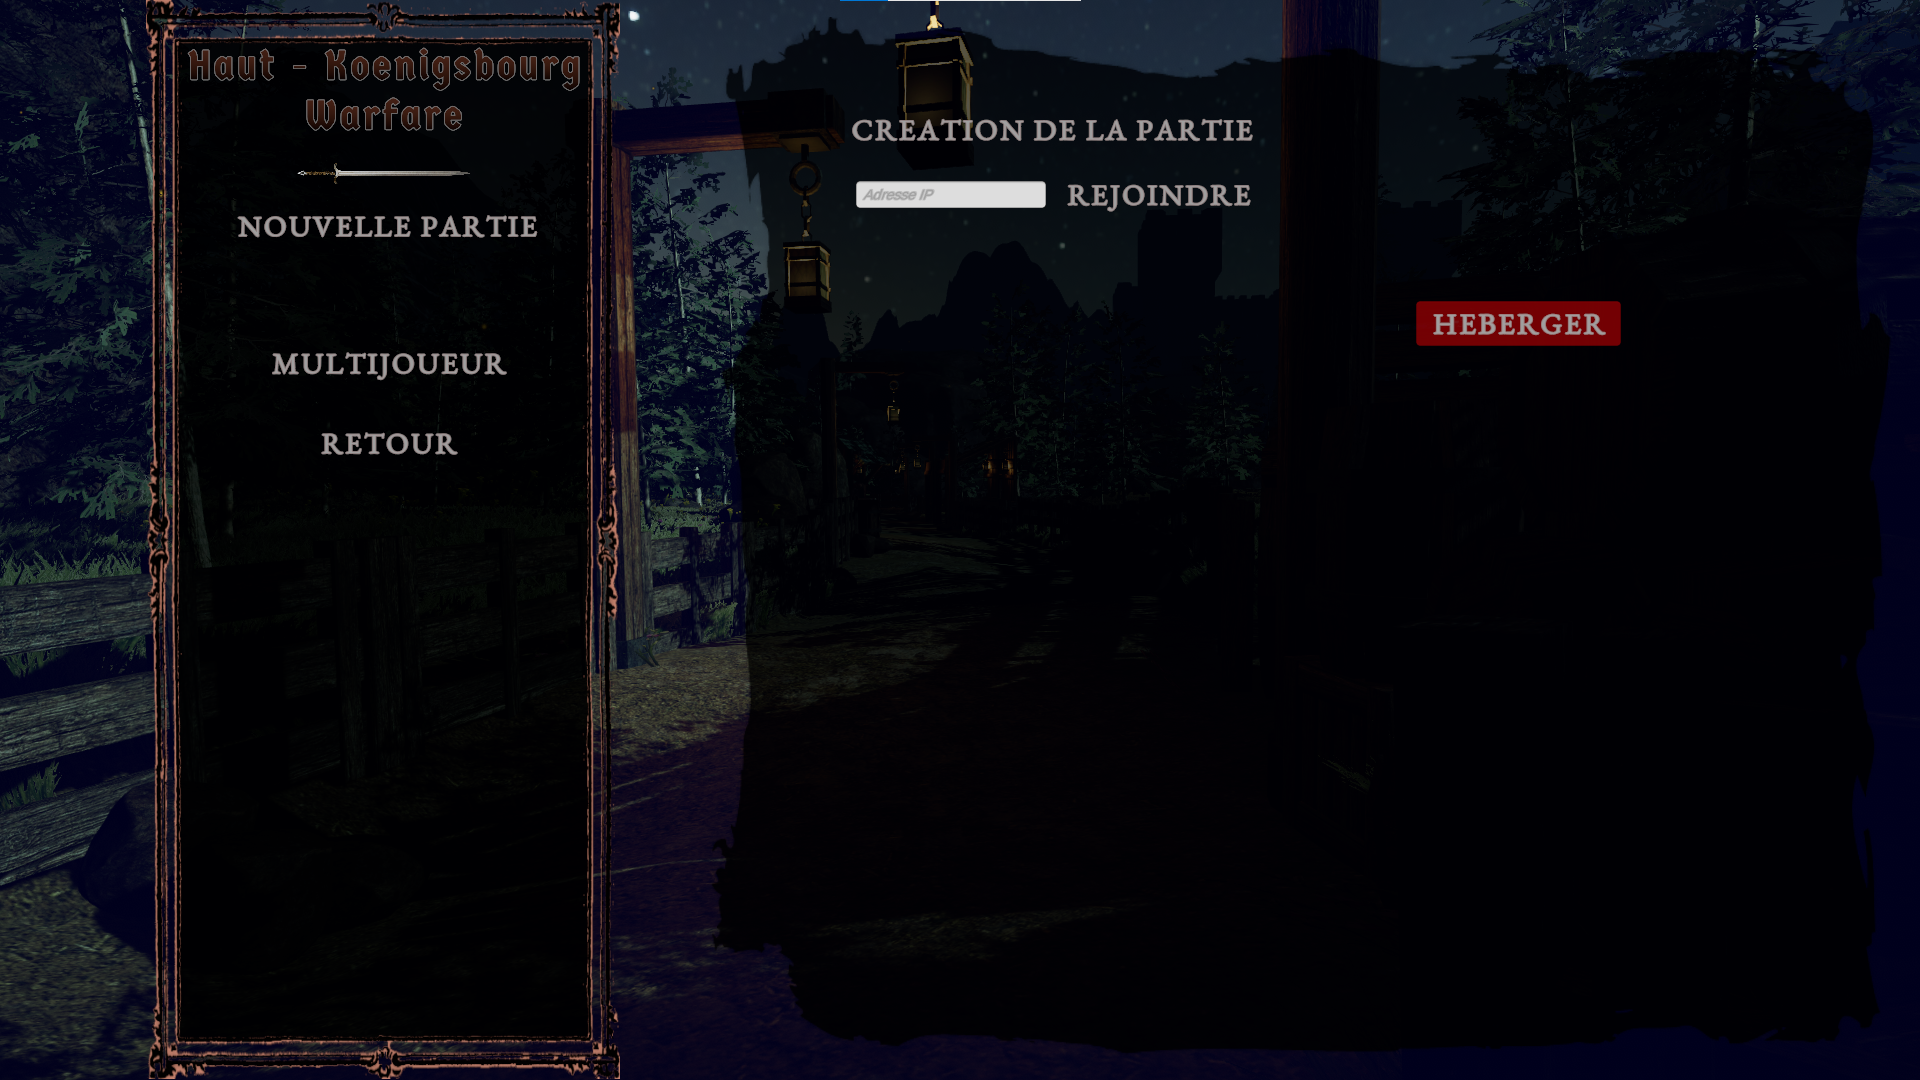 Haut - Koenigsbourg
Warfare
NOUVELLE PARTIE
MULTIJOUEUR
RETOUR
CREATION DE LA PARTIE
Adresse IP
REJOINDRE
HEBERGER